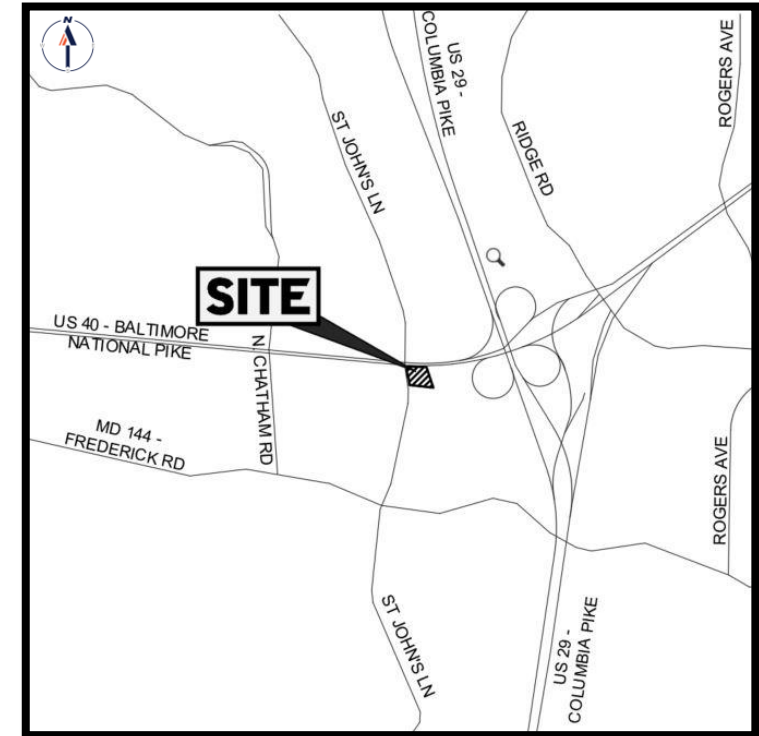 N
US 29 -
COLUMBIA PIKE
ROGERS AVE
ST JOHN'S LN
RIDGE RD
SITE
US 40 - BALTIMORE
NATIONAL PIKE
N CHATHAM RD
MD 144 -
FREDERICK RD
ROGERS AVE
ST JOHN'S LN
US 29 -
COLUMBIA PIKE